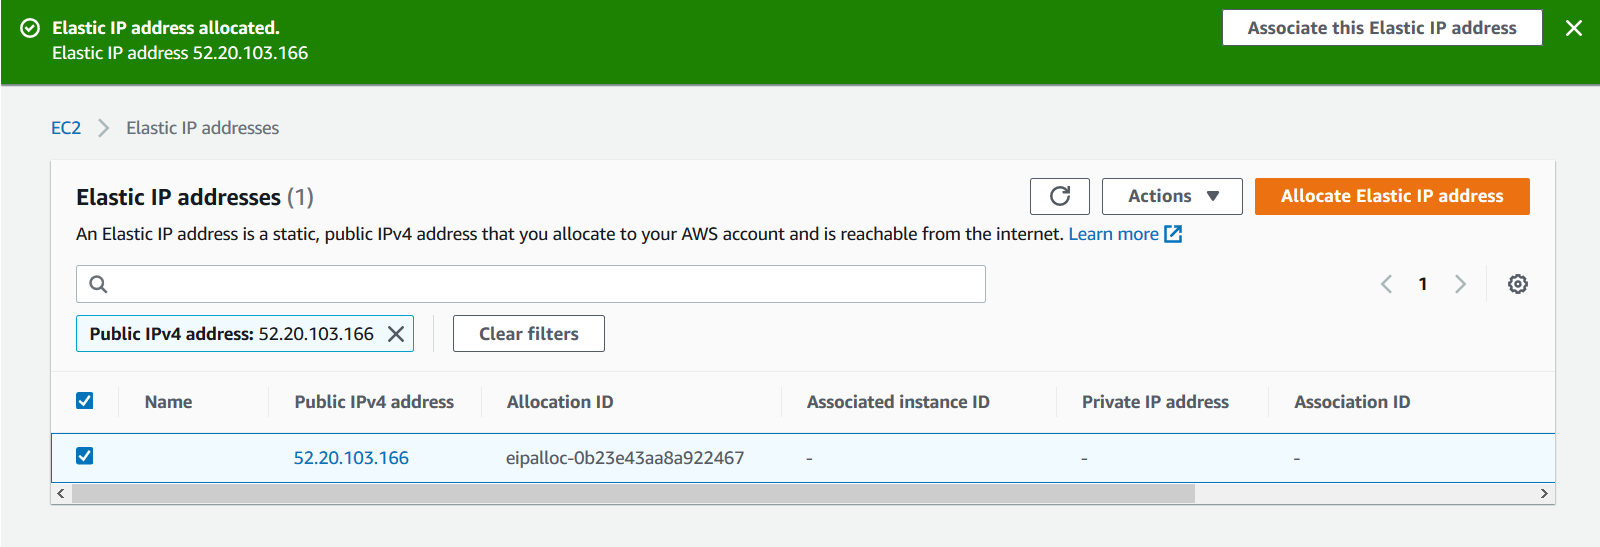 Elastic IP address allocated.
Elastic IP address 52.20.103.166
Associate this Elastic IP address
EC2 Elastic IP addresses
Elastic IP addresses (1)
Actions
Allocate Elastic IP address
An Elastic IP address is a static, public IPv4 address that you allocate to your AWS account and is reachable from the internet. Learn more
1
Public IPv4 address: 52.20.103.166
Clear filters
Name Public IPv4 address Allocation ID Associated instance ID Private IP address Association ID
52.20.103.166 eipalloc-0b23e43aa8a922467 - - -